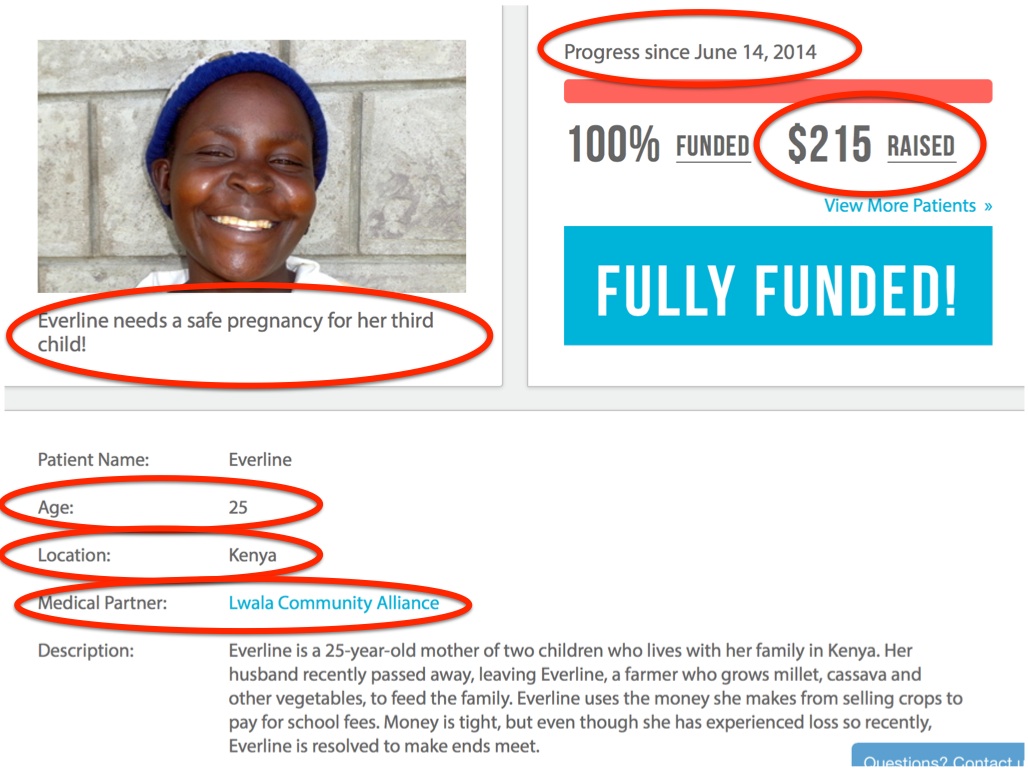 Everline needs a safe pregnancy for her third
child!
Progress since June 14, 2014
100% FUNDED $215 RAISED
View More Patients »
FULLY FUNDED!
Patient Name: Everline
Age: 25
Location: Kenya
Medical Partner: Lwala Community Alliance
Description: Everline is a 25-year-old mother of two children who lives with her family in Kenya. Her
husband recently passed away, leaving Everline, a farmer who grows millet, cassava and
other vegetables, to feed the family. Everline uses the money she makes from selling crops to
pay for school fees. Money is tight, but even though she has experienced loss so recently,
Everline is resolved to make ends meet.
Questions? Contact